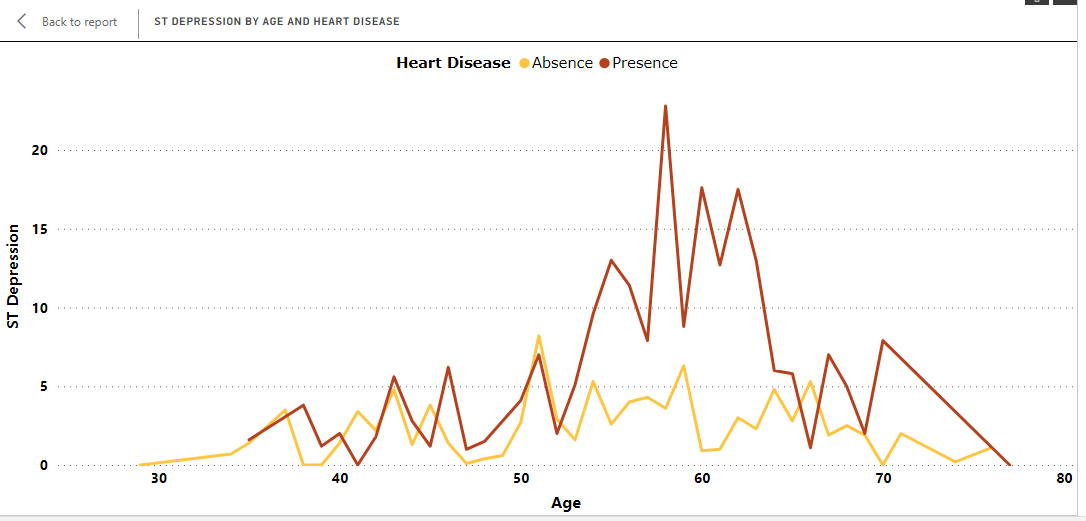 Back to report
ST DEPRESSION BY AGE AND HEART DISEASE
Heart Disease Absence Presence
20
15
10
5
0
ST Depression
30 40 50 60 70 80
Age